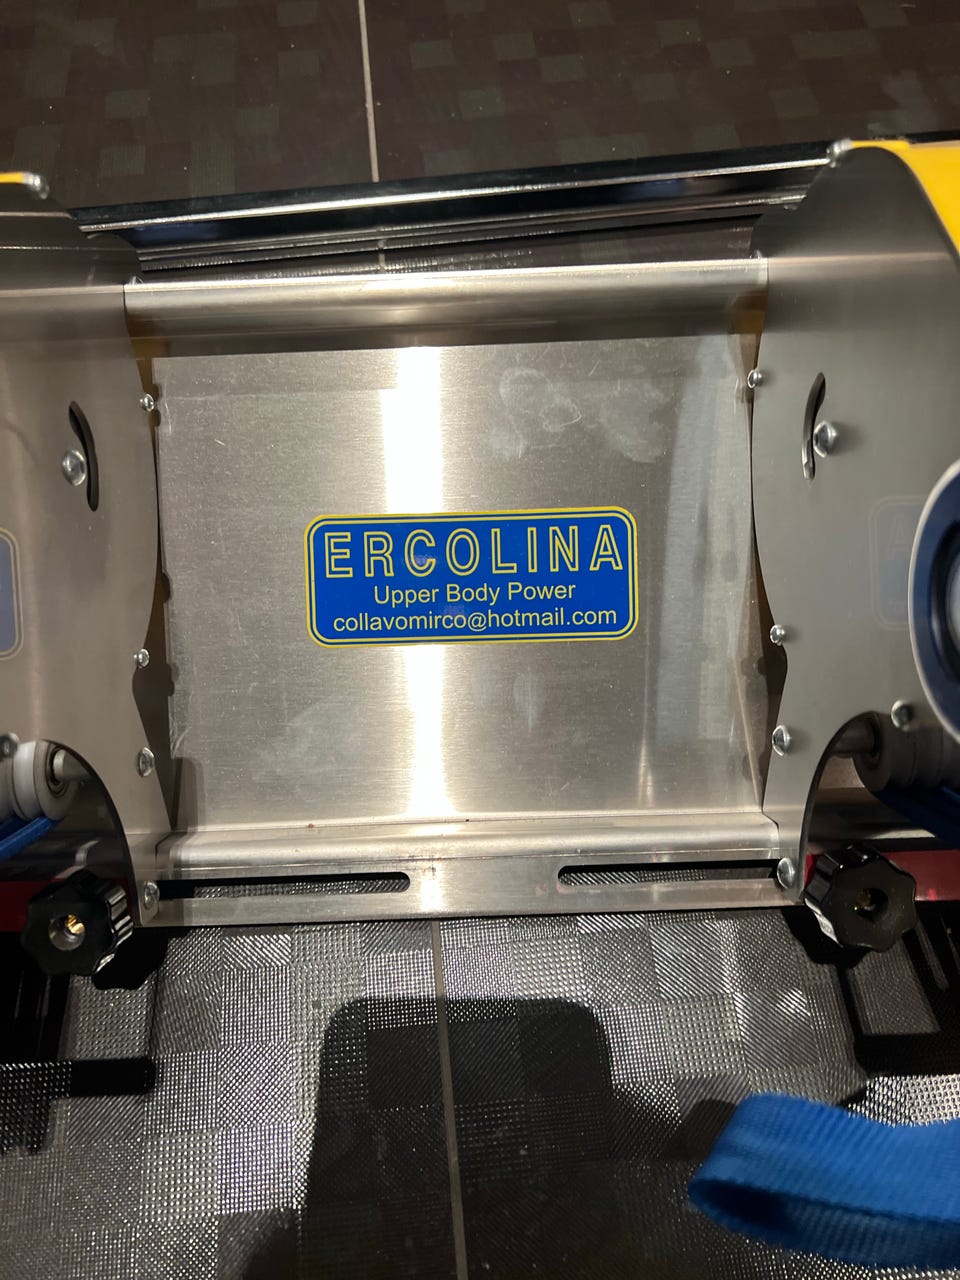 ERCOLINA
Upper Body Power
collavomirco@hotmail.com